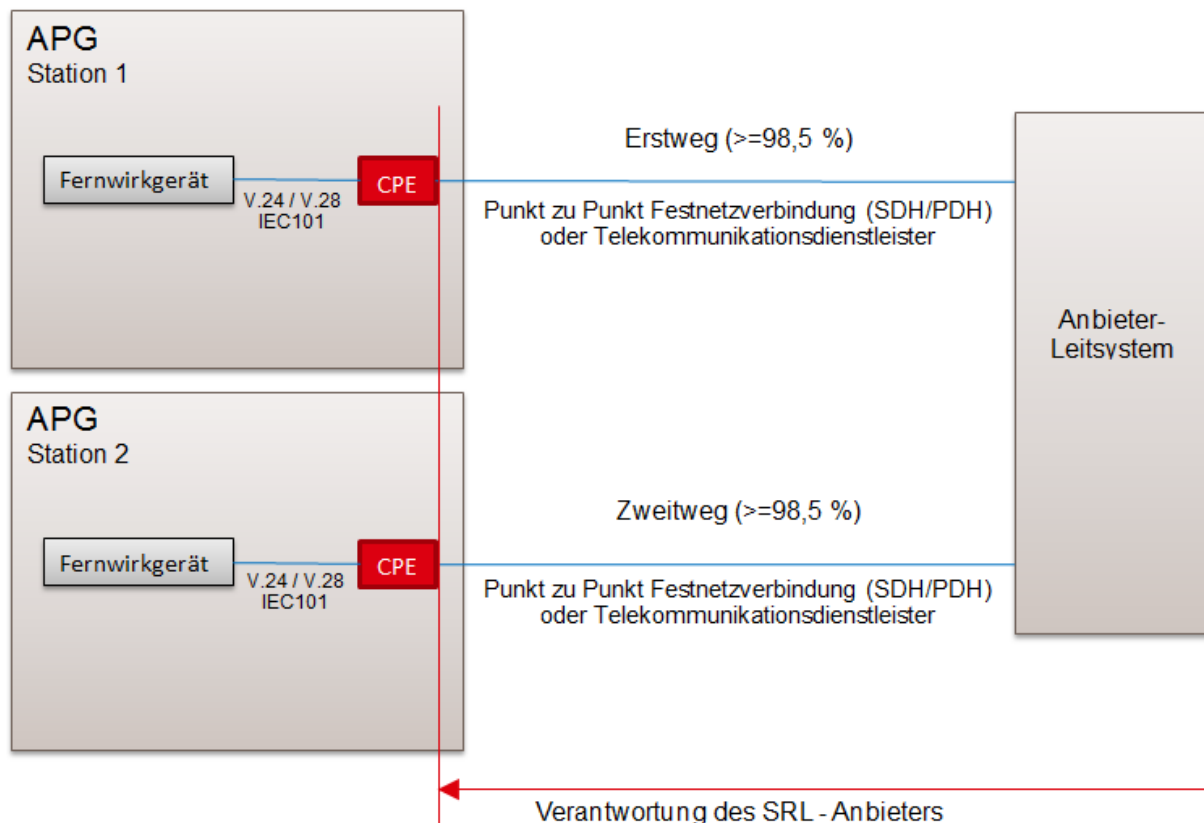 APG
Station 1
Fernwirkgerät
V.24 / V.28
IEC101
CPE
Erstweg (>=98,5 %)
Punkt zu Punkt Festnetzverbindung (SDH/PDH)
oder Telekommunikationsdienstleister
Anbieter-
Leitsystem
APG
Station 2
Fernwirkgerät
V.24 / V.28
IEC101
CPE
Zweitweg (>=98,5 %)
Punkt zu Punkt Festnetzverbindung (SDH/PDH)
oder Telekommunikationsdienstleister
Verantwortung des SRL - Anbieters